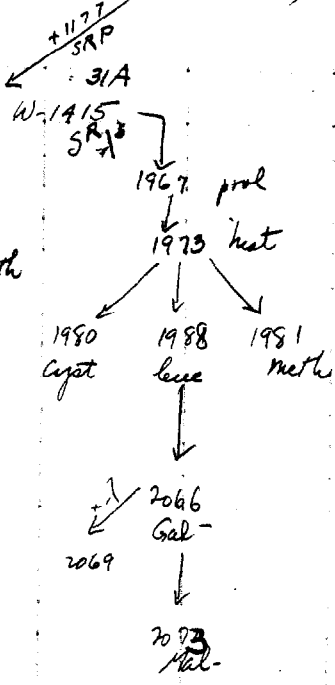 +1177
SRP
31A
W-1415
1967 prol
1973 hist
th
1980 1988 1981
Cyst leuc meth
+λ 2066
Gal -
2069
2073
Mal-